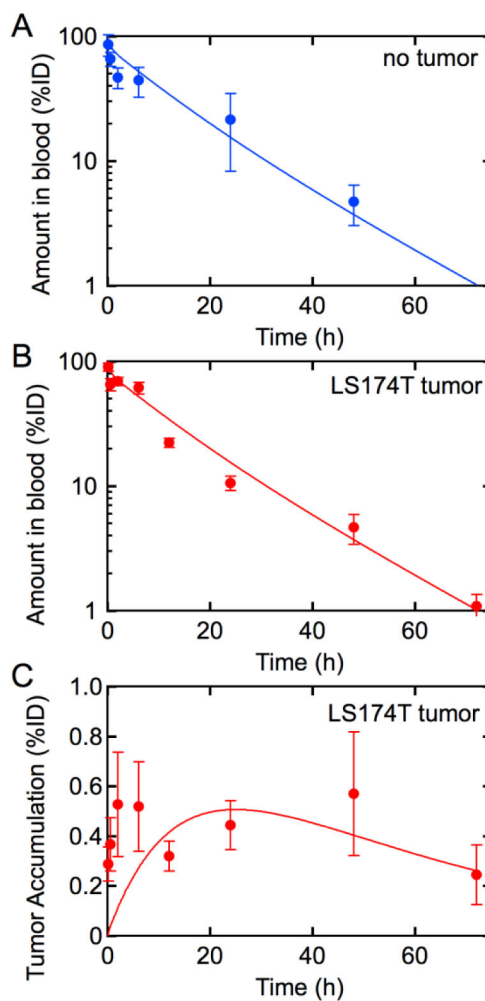 A
100
no tumor
10
1
Amount in blood (%ID)
0
20
40
60
Time (h)
B
100
LS174T tumor
10
1
Amount in blood (%ID)
0
20
40
60
Time (h)
C
1.0
LS174T tumor
0.8
0.6
0.4
0.2
0
Tumor Accumulation (%ID)
0
20
40
60
Time (h)